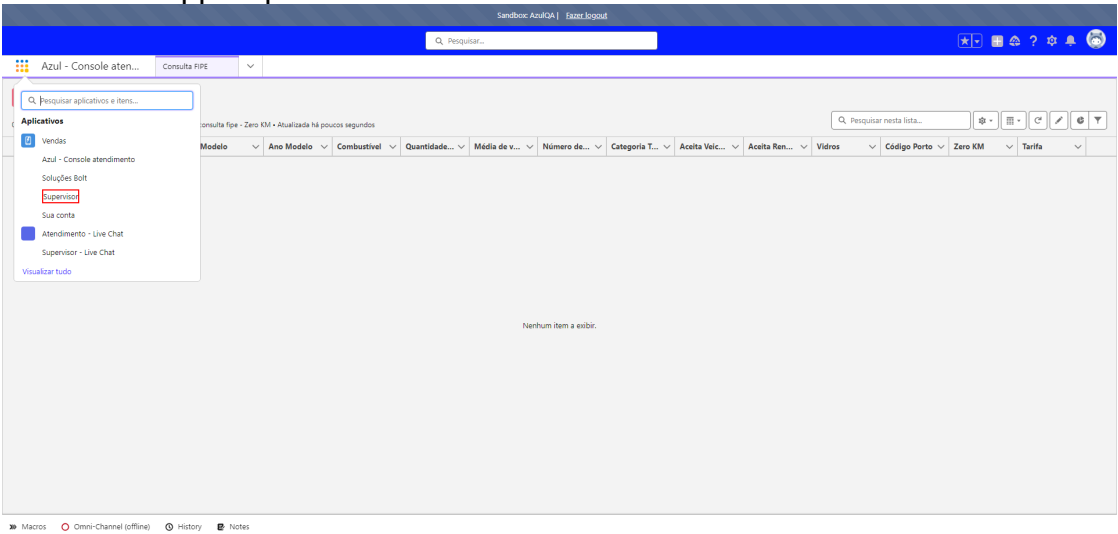 Sandbox: AzulQA | Fazer logout
Pesquisar...
Azul - Console aten... Consulta FIPE
Pesquisar aplicativos e itens...
Aplicativos
Vendas
Azul - Console atendimento
Soluções Bolt
Supervisor
Sua conta
Atendimento - Live Chat
Supervisor - Live Chat
Visualizar tudo
consulta fipe - Zero KM • Atualizada há poucos segundos
Pesquisar nesta lista...
Modelo Ano Modelo Combustível Quantidade... Média de v... Número de... Categoria T... Aceita Veic... Aceita Ren... Vidros Código Porto Zero KM Tarifa
Nenhum item a exibir.
Macros Omni-Channel (offline) History Notes